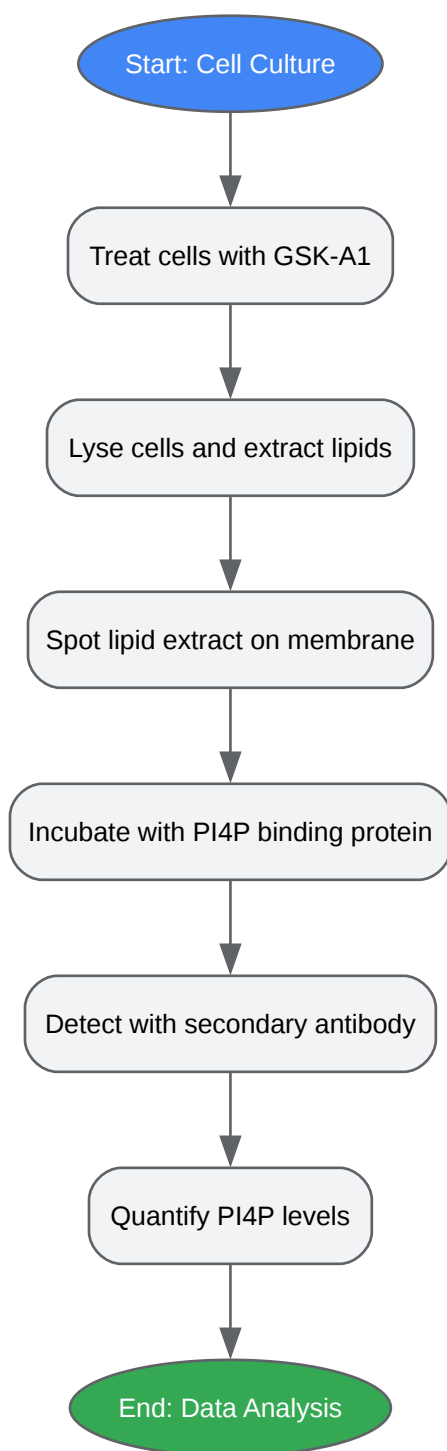 Start: Cell Culture
Treat cells with GSK-A1
Lyse cells and extract lipids
Spot lipid extract on membrane
Incubate with PI4P binding protein
Detect with secondary antibody
Quantify PI4P levels
End: Data Analysis